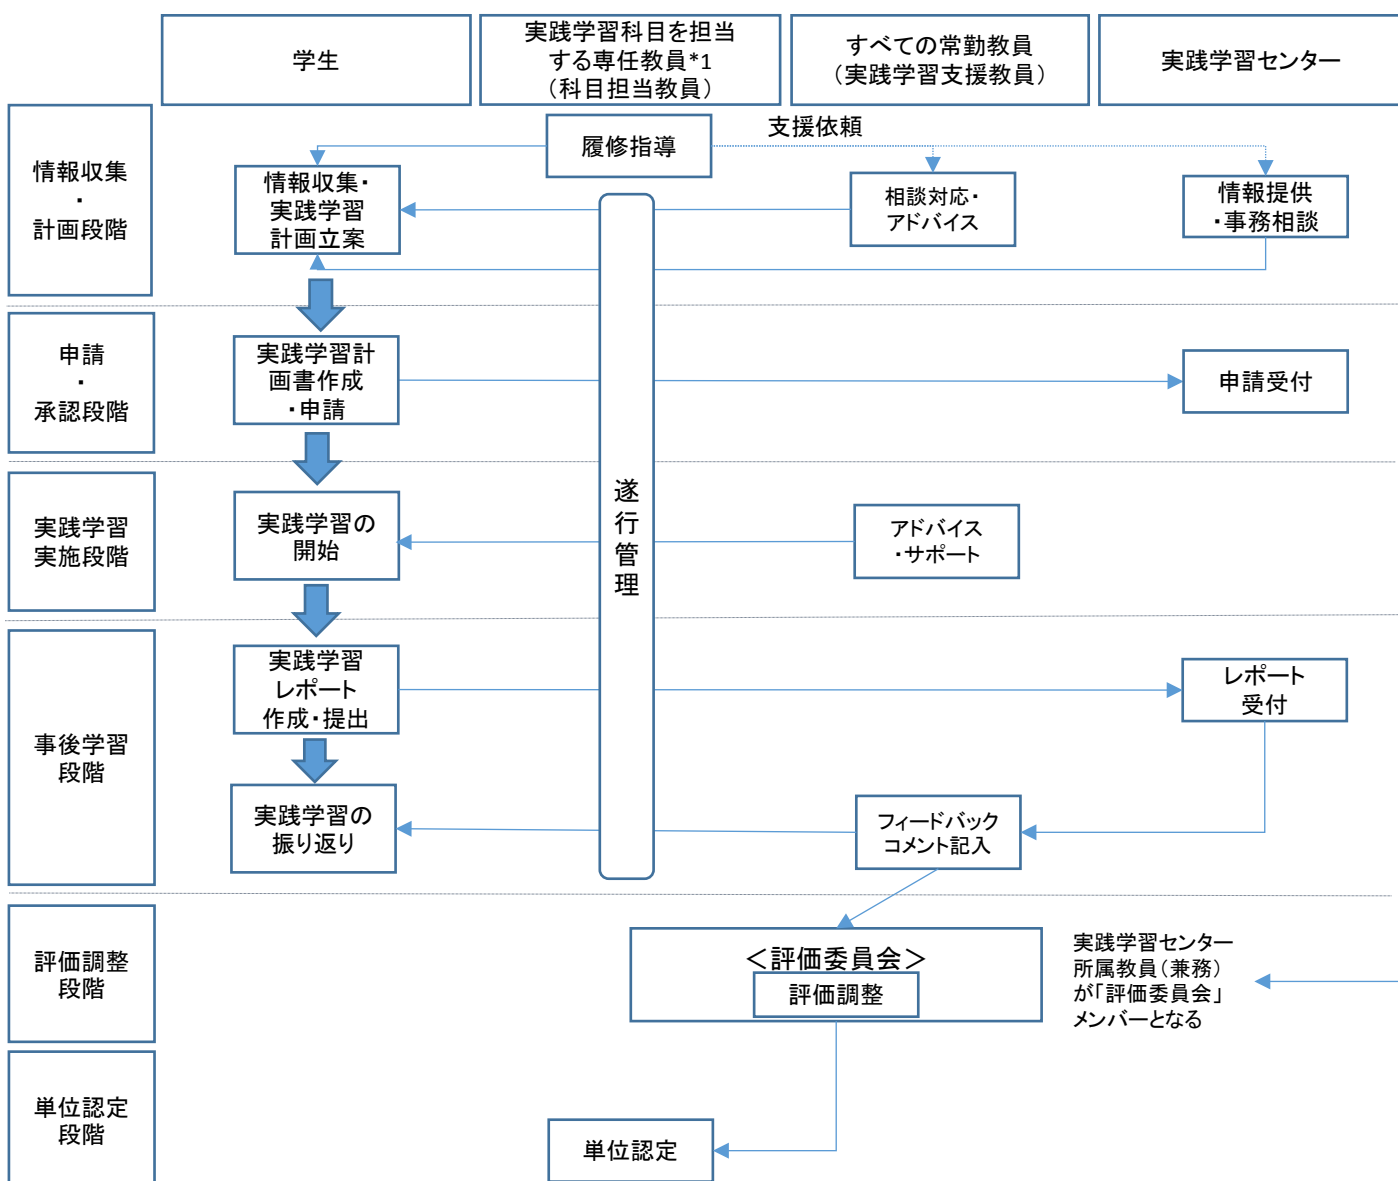 学生
実践学習科目を担当
する専任教員*1
（科目担当教員）
すべての常勤教員
（実践学習支援教員）
実践学習センター
情報収集
・
計画段階
履修指導
支援依頼
情報収集・
実践学習
計画立案
相談対応・
アドバイス
情報提供
・事務相談
申請
・
承認段階
実践学習計
画書作成
・申請
申請受付
遂行管理
実践学習
実施段階
実践学習の
開始
アドバイス
・サポート
事後学習
段階
実践学習
レポート
作成・提出
レポート
受付
実践学習の
振り返り
フィードバック
コメント記入
評価調整
段階
＜評価委員会＞
評価調整
実践学習センター
所属教員（兼務）
が「評価委員会」
メンバーとなる
単位認定
段階
単位認定